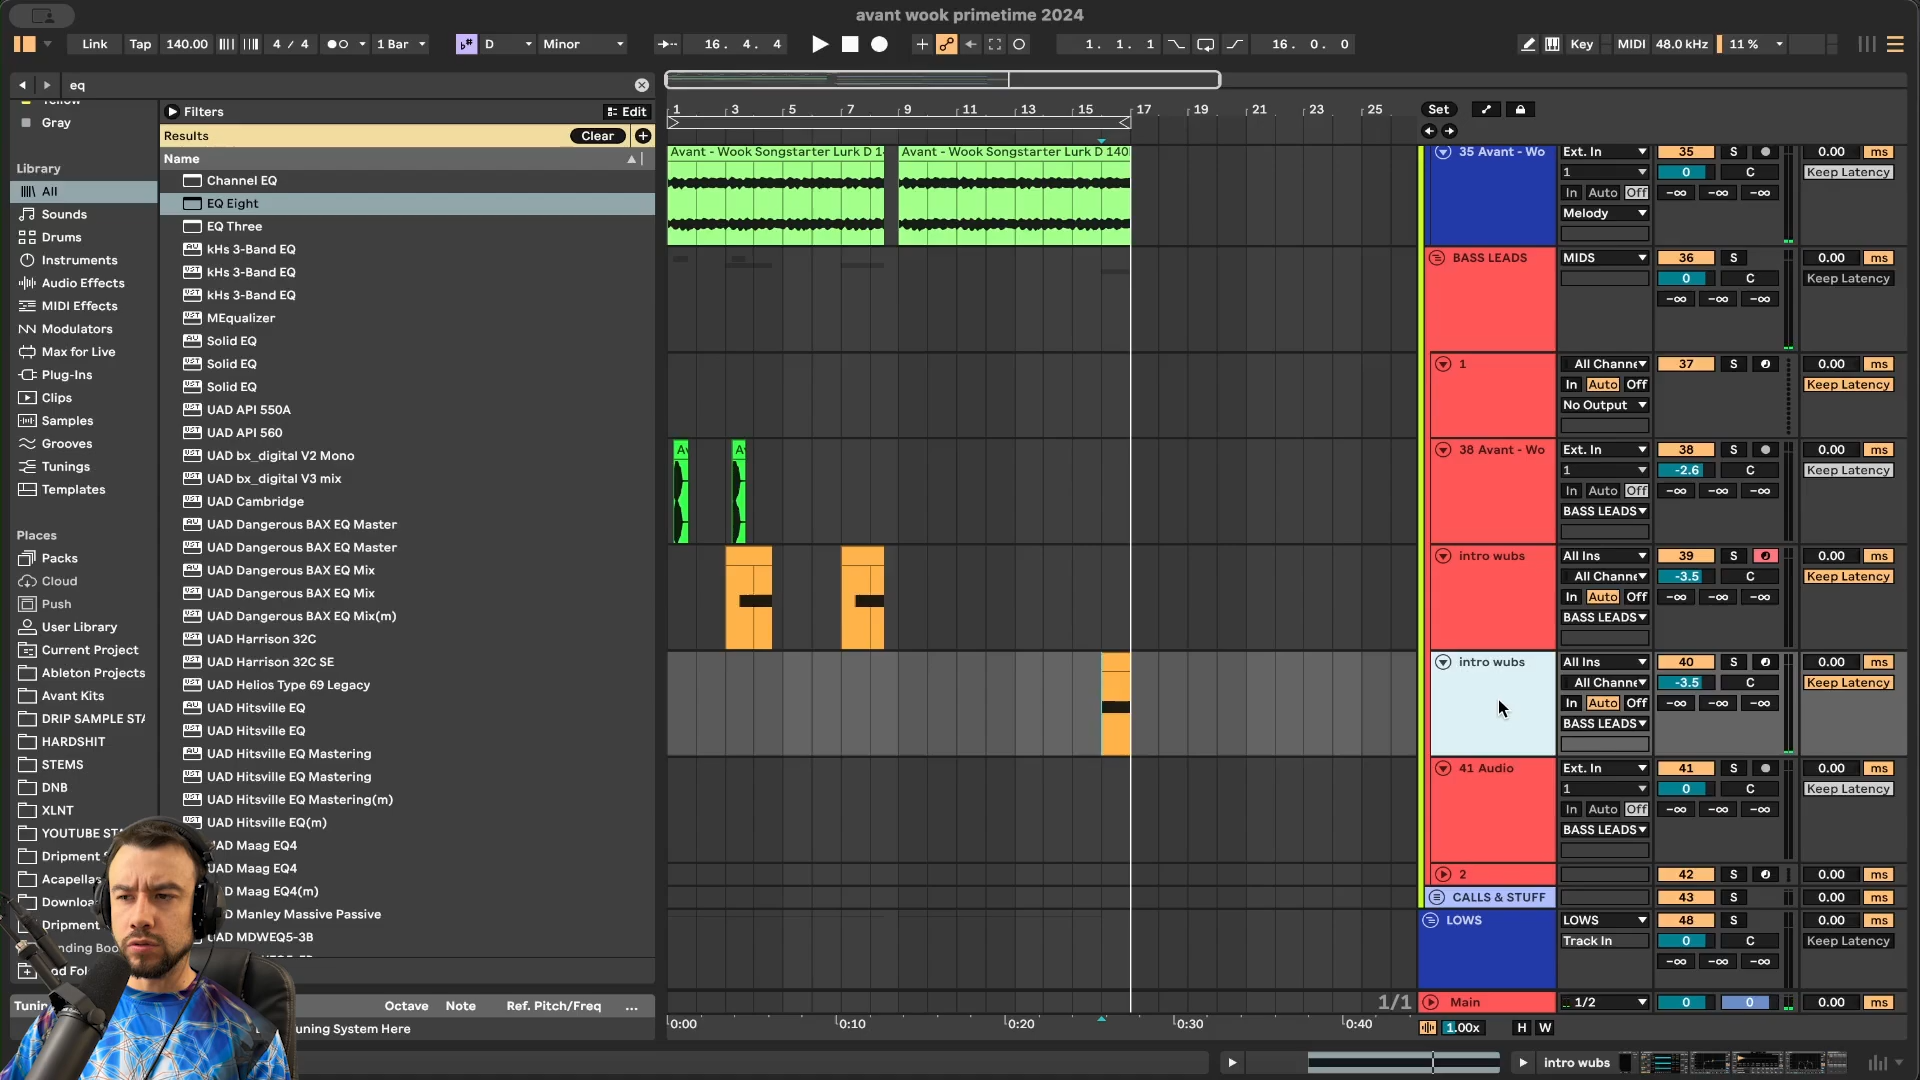 avant wook primetime 2024
Link Tap 140.00 4 / 4 1 Bar D Minor 16. 4. 4 1. 1. 1 16. 0. 0 Key MIDI 48.0 kHz 11 %
eq
Yellow
Gray
Library
All
Sounds
Drums
Instruments
Audio Effects
MIDI Effects
Modulators
Max for Live
Plug-Ins
Clips
Samples
Grooves
Tunings
Templates
Places
Packs
Cloud
Push
User Library
Current Project
Ableton Projects
Avant Kits
DRIP SAMPLE STA
HARDSHIT
STEMS
DNB
XLNT
YOUTUBE STA
Dripment S
Acapellas
Downloa
Dripment
Filters Edit
Results Clear
Name
Channel EQ
EQ Eight
EQ Three
kHs 3-Band EQ
kHs 3-Band EQ
kHs 3-Band EQ
MEqualizer
Solid EQ
Solid EQ
Solid EQ
UAD API 550A
UAD API 560
UAD bx_digital V2 Mono
UAD bx_digital V3 mix
UAD Cambridge
UAD Dangerous BAX EQ Master
UAD Dangerous BAX EQ Master
UAD Dangerous BAX EQ Mix
UAD Dangerous BAX EQ Mix
UAD Dangerous BAX EQ Mix(m)
UAD Harrison 32C
UAD Harrison 32C SE
UAD Helios Type 69 Legacy
UAD Hitsville EQ
UAD Hitsville EQ
UAD Hitsville EQ Mastering
UAD Hitsville EQ Mastering
UAD Hitsville EQ Mastering(m)
UAD Hitsville EQ(m)
AD Maag EQ4
AD Maag EQ4
D Maag EQ4(m)
D Manley Massive Passive
D MDWEQ5-3B
Tunin Octave Note Ref. Pitch/Freq ...
uning System Here
1 3 5 7 9 11 13 15 17 19 21 23 25
Avant - Wook Songstarter Lurk D 1 Avant - Wook Songstarter Lurk D 140
A A
1/1
0:00 0:10 0:20 0:30 0:40
Set
35 Avant - Wo Ext. In 35 S 0.00 ms
1 0 C Keep Latency
In Auto Off -∞ -∞ -∞
Melody
BASS LEADS MIDS 36 S 0.00 ms
0 C Keep Latency
-∞ -∞ -∞
1 All Channe 37 S 0.00 ms
In Auto Off Keep Latency
No Output
38 Avant - Wo Ext. In 38 S 0.00 ms
1 -2.6 C Keep Latency
In Auto Off -∞ -∞ -∞
BASS LEADS
intro wubs All Ins 39 S 0.00 ms
All Channe -3.5 C Keep Latency
In Auto Off -∞ -∞ -∞
BASS LEADS
intro wubs All Ins 40 S 0.00 ms
All Channe -3.5 C Keep Latency
In Auto Off -∞ -∞ -∞
BASS LEADS
41 Audio Ext. In 41 S 0.00 ms
1 0 C Keep Latency
In Auto Off -∞ -∞ -∞
BASS LEADS
2 42 S 0.00 ms
CALLS & STUFF 43 S 0.00 ms
LOWS LOWS 48 S 0.00 ms
Track In 0 C Keep Latency
-∞ -∞ -∞
Main 1/2 0 0 0.00 ms
1.00x H W
intro wubs